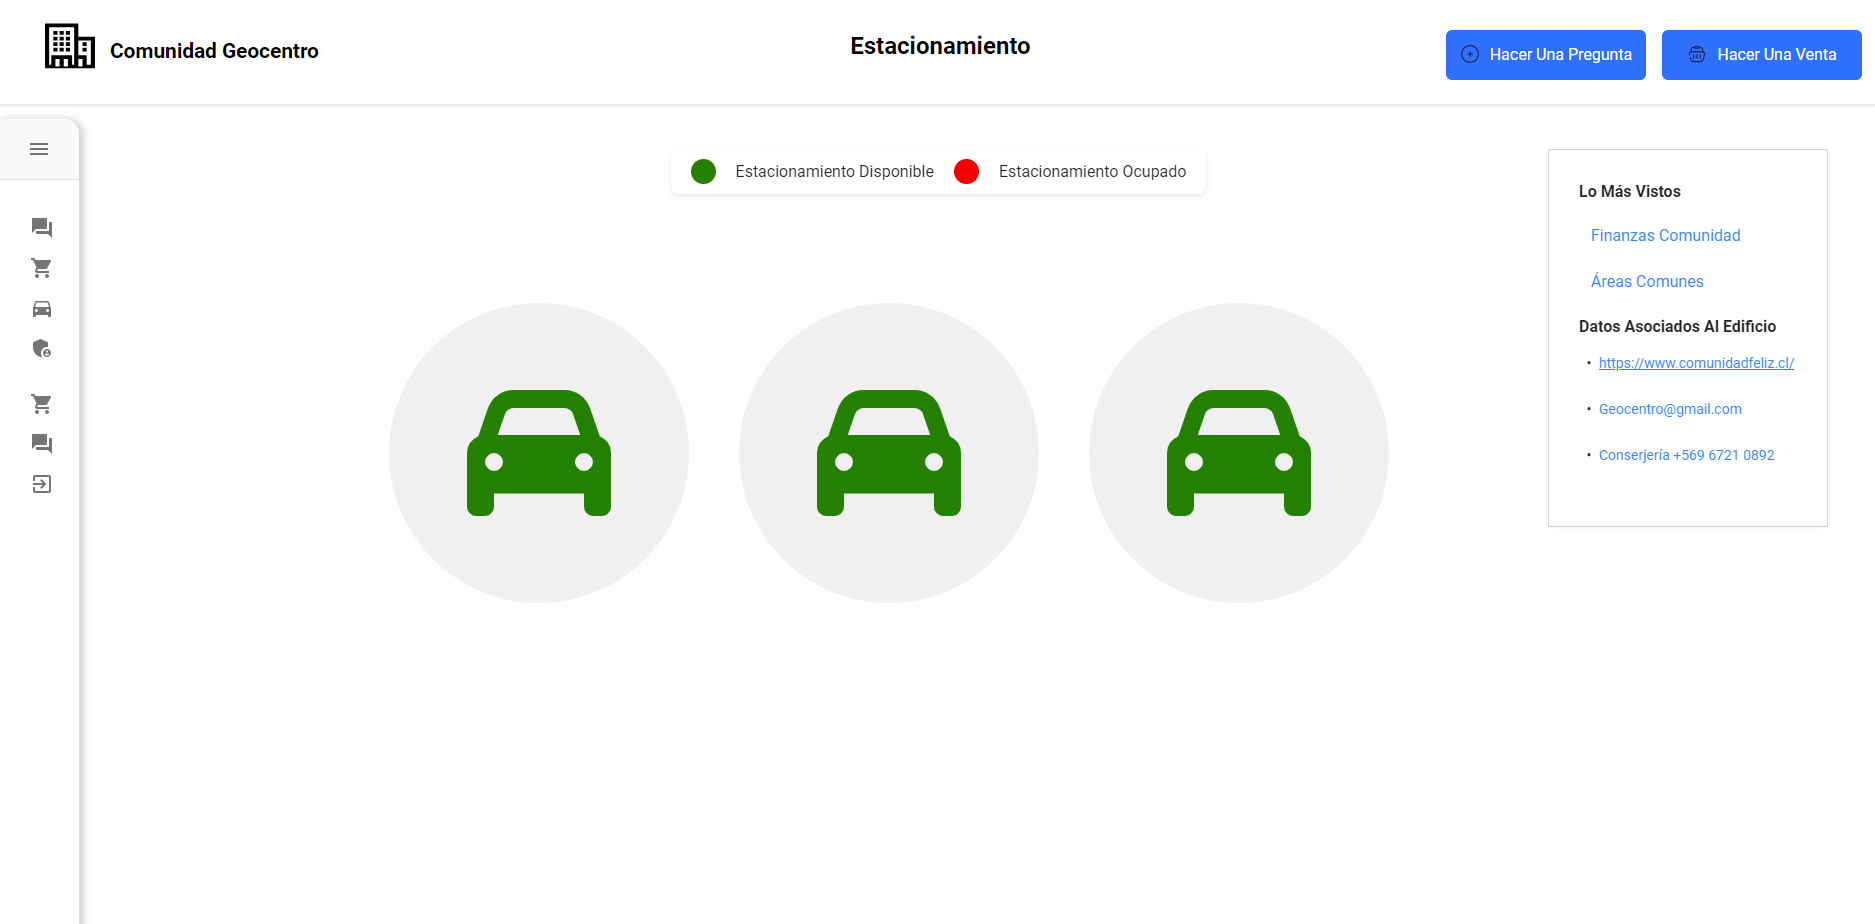 Comunidad Geocentro
Estacionamiento
Hacer Una Pregunta
Hacer Una Venta
Estacionamiento Disponible
Estacionamiento Ocupado
Lo Más Vistos
Finanzas Comunidad
Áreas Comunes
Datos Asociados Al Edificio
• https://www.comunidadfeliz.cl/
• Geocentro@gmail.com
• Conserjería +569 6721 0892